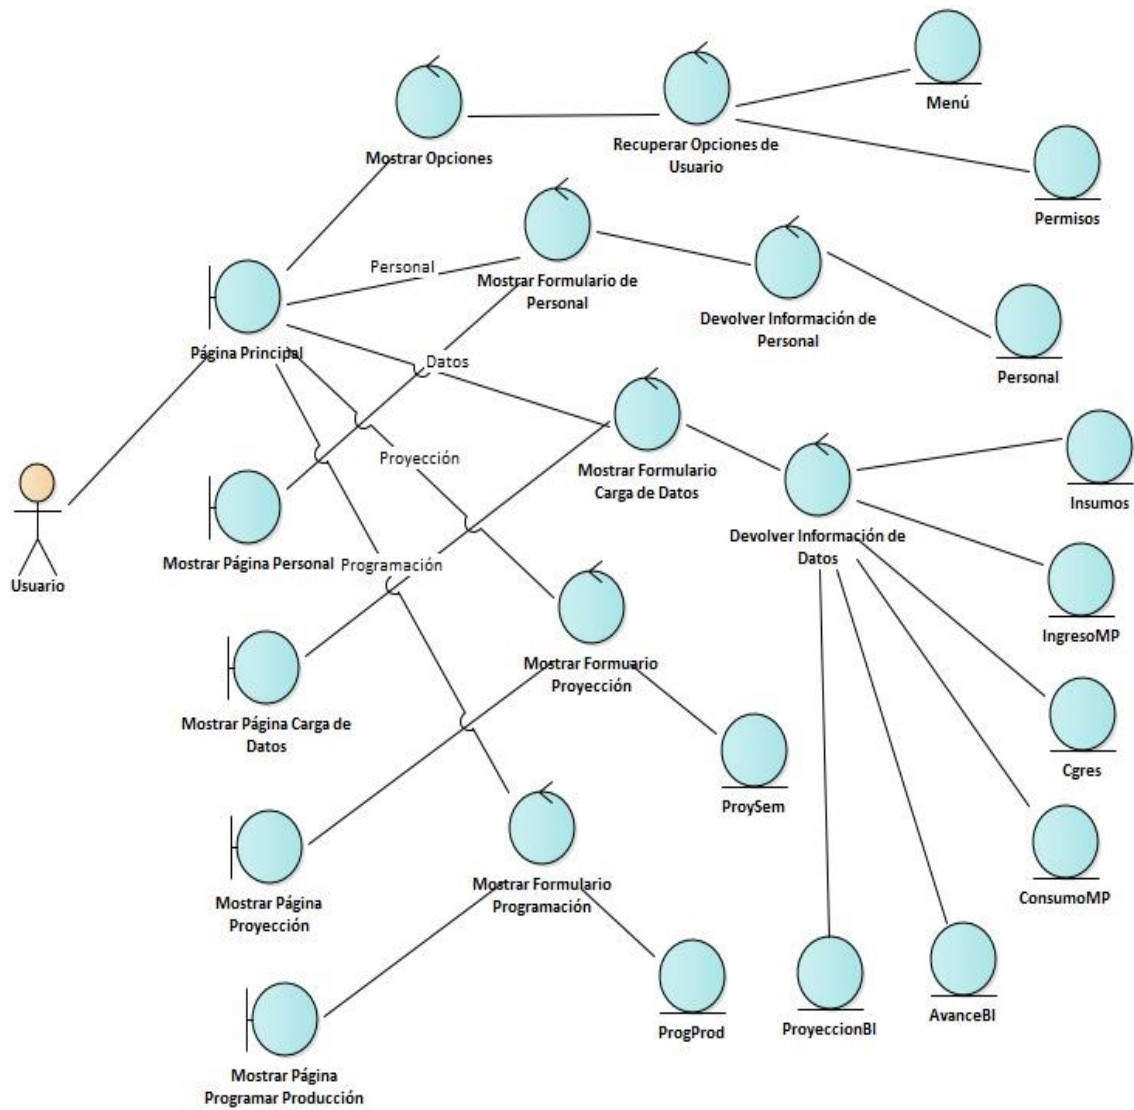 Menú
Mostrar Opciones
Recuperar Opciones de
Usuario
Permisos
Personal
Mostrar Formulario de
Personal
Devolver Información de
Personal
Página Principal
Datos
Personal
Mostrar Formulario
Carga de Datos
Proyección
Insumos
Devolver Información de
Datos
Mostrar Página Personal
Programación
Usuario
IngresoMP
Mostrar Formuario
Proyección
Mostrar Página Carga de
Datos
Cgres
ProySem
Mostrar Formulario
Programación
ConsumoMP
Mostrar Página
Proyección
ProgProd
ProyeccionBI
AvanceBI
Mostrar Página
Programar Producción